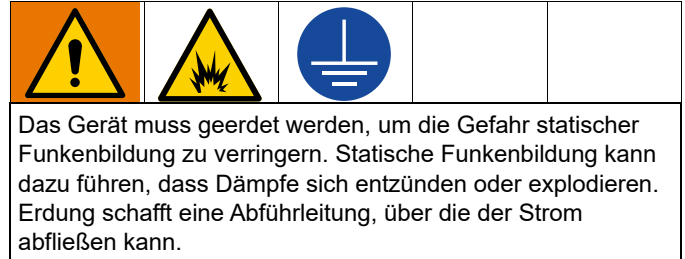 Das Gerät muss geerdet werden, um die Gefahr statischer
Funkenbildung zu verringern. Statische Funkenbildung kann
dazu führen, dass Dämpfe sich entzünden oder explodieren.
Erdung schafft eine Abführleitung, über die der Strom
abfließen kann.